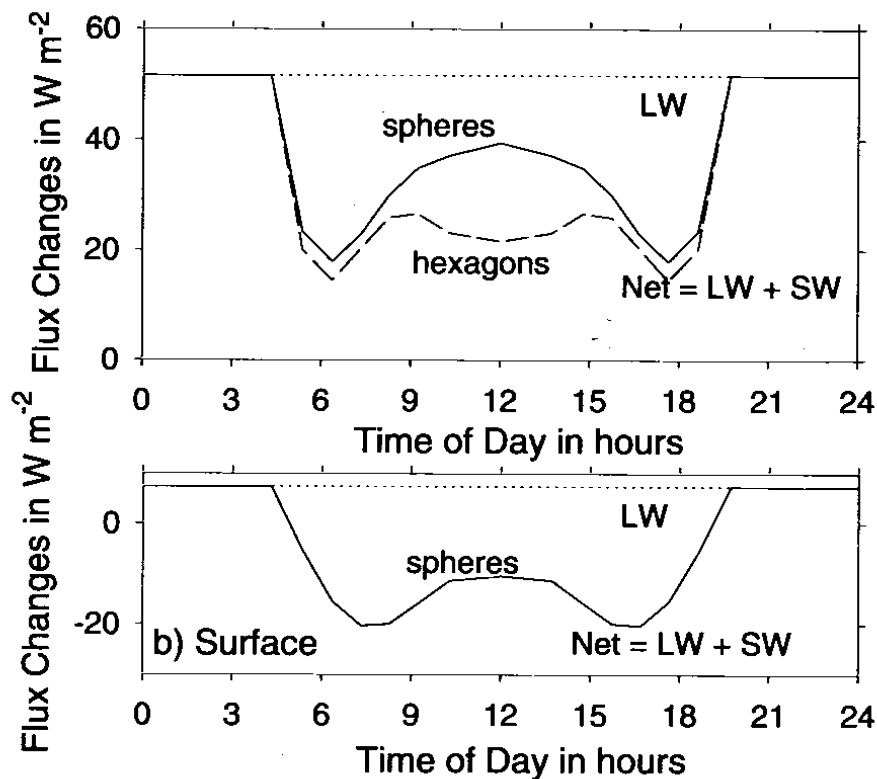 Flux Changes in W m-2
60
40
20
0
LW
spheres
hexagons
Net = LW + SW
0 3 6 9 12 15 18 21 24
Time of Day in hours
Flux Changes in W m-2
0
-20
LW
spheres
b) Surface
Net = LW + SW
0 3 6 9 12 15 18 21 24
Time of Day in hours